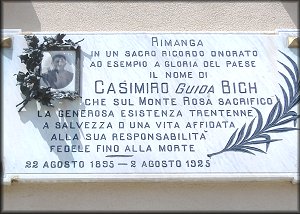 RIMANGA
IN UN SACRO RICORDO ONORATO
AD ESEMPIO A GLORIA DEL PAESE
IL NOME DI
CASIMIRO GUIDA BICH
CHE SUL MONTE ROSA SACRIFICO
LA GENEROSA ESISTENZA TRENTENNE
A SALVEZZA D UNA VITA AFFIDATA
ALLA SUA RESPONSABILITA
FEDELE FINO ALLA MORTE
22 AGOSTO 1895 – 2 AGOSTO 1925